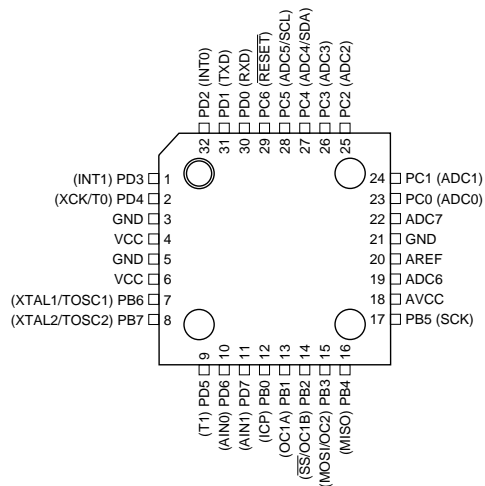 32 PD2 (INT0)
31 PD1 (TXD)
30 PD0 (RXD)
29 PC6 (RESET)
28 PC5 (ADC5/SCL)
27 PC4 (ADC4/SDA)
26 PC3 (ADC3)
25 PC2 (ADC2)
(INT1) PD3 1
(XCK/T0) PD4 2
GND 3
VCC 4
GND 5
VCC 6
(XTAL1/TOSC1) PB6 7
(XTAL2/TOSC2) PB7 8
24 PC1 (ADC1)
23 PC0 (ADC0)
22 ADC7
21 GND
20 AREF
19 ADC6
18 AVCC
17 PB5 (SCK)
(T1) PD5 9
(AIN0) PD6 10
(AIN1) PD7 11
(ICP) PB0 12
(OC1A) PB1 13
(SS/OC1B) PB2 14
(MOSI/OC2) PB3 15
(MISO) PB4 16